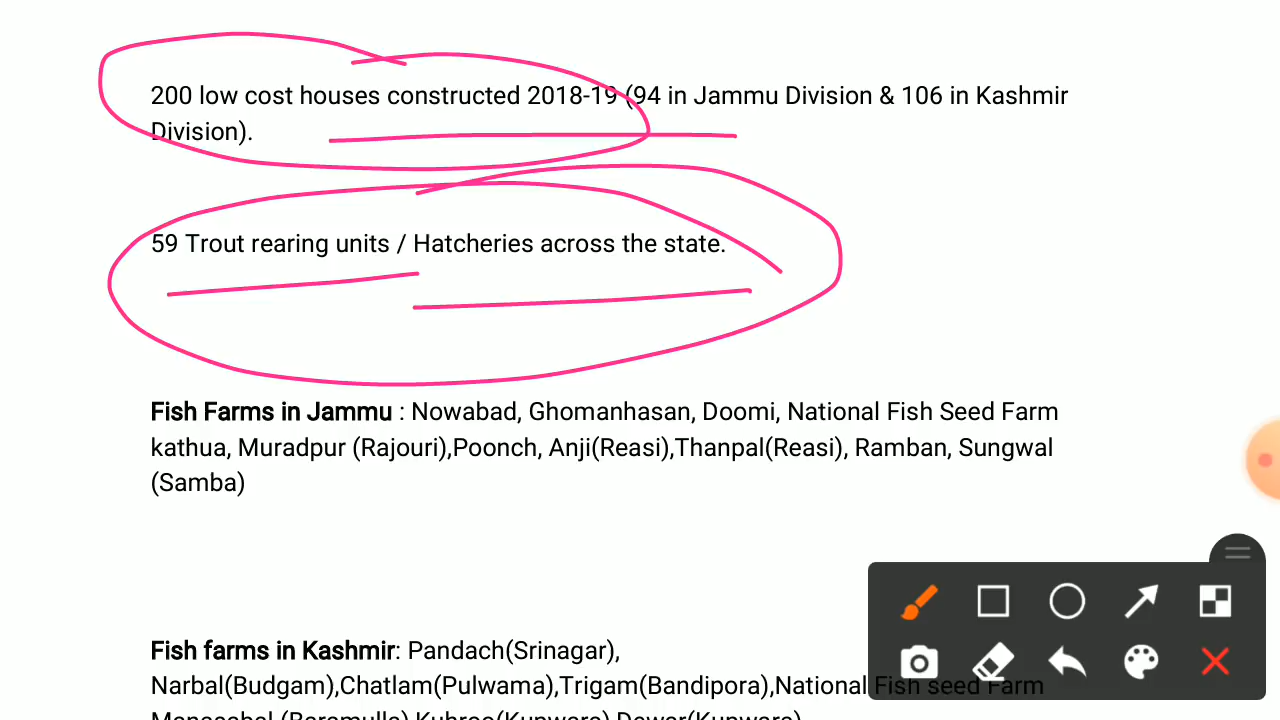 200 low cost houses constructed 2018-19 (94 in Jammu Division & 106 in Kashmir
Division).
59 Trout rearing units / Hatcheries across the state.
Fish Farms in Jammu : Nowabad, Ghomanhasan, Doomi, National Fish Seed Farm
kathua, Muradpur (Rajouri),Poonch, Anji(Reasi),Thanpal(Reasi), Ramban, Sungwal
(Samba)
Fish farms in Kashmir: Pandach(Srinagar),
Narbal(Budgam),Chatlam(Pulwama),Trigam(Bandipora),National Fish seed Farm